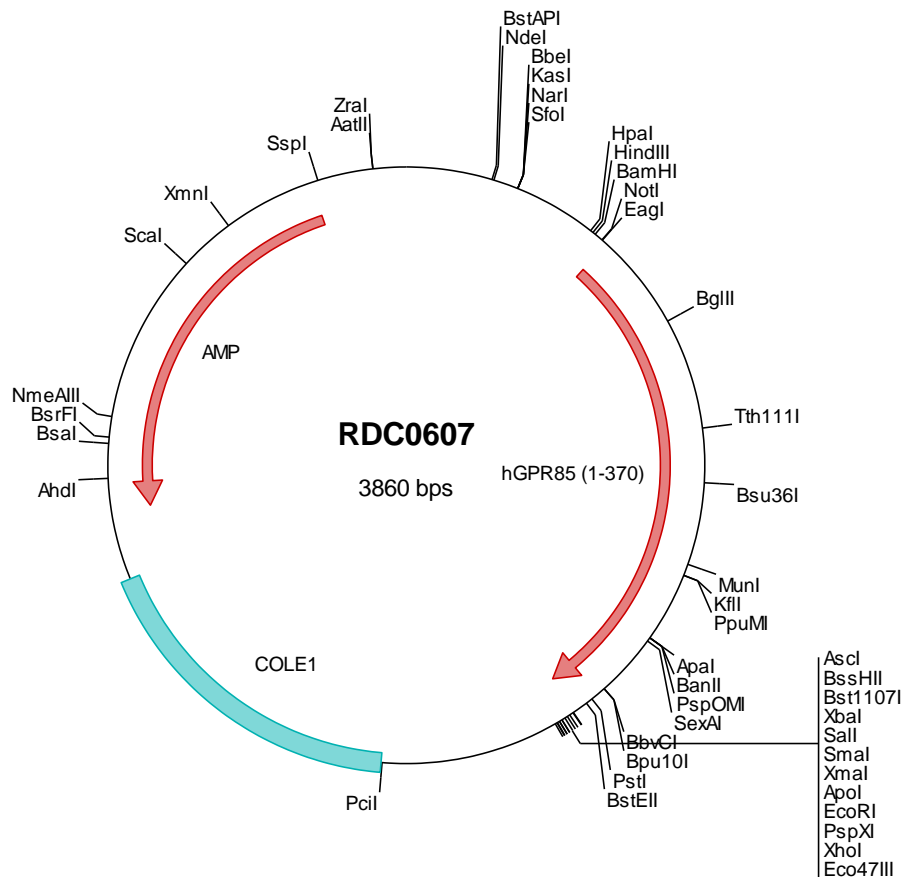 BstAPI
NdeI
BbeI
KasI
NarI
SfoI
ZraI
AatII
SspI
XmnI
ScaI
HpaI
HindIII
BamHI
NotI
EagI
BglII
AMP
NmeAIII
BsrFI
BsaI
AhdI
RDC0607
3860 bps
hGPR85 (1-370)
Tth111I
Bsu36I
MunI
KflI
PpuMI
ApaI
BanII
PspOMI
SexAI
BbvCI
Bpu10I
PstI
BstEII
COLE1
PciI
AscI
BssHII
Bst1107I
XbaI
SalI
SmaI
XmaI
ApoI
EcoRI
PspXI
XhoI
Eco47III